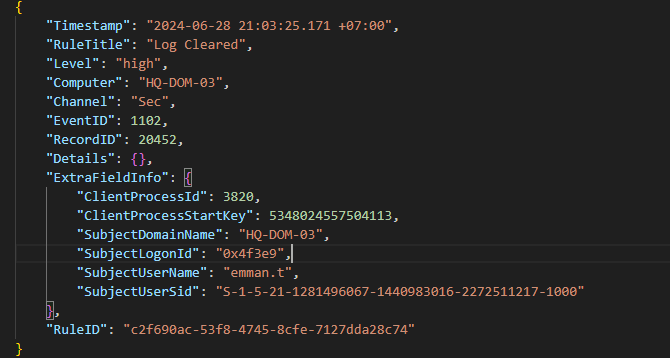 {
"Timestamp": "2024-06-28 21:03:25.171 +07:00",
"RuleTitle": "Log Cleared",
"Level": "high",
"Computer": "HQ-DOM-03",
"Channel": "Sec",
"EventID": 1102,
"RecordID": 20452,
"Details": {},
"ExtraFieldInfo": {
"ClientProcessId": 3820,
"ClientProcessStartKey": 5348024557504113,
"SubjectDomainName": "HQ-DOM-03",
"SubjectLogonId": "0x4f3e9",
"SubjectUserName": "emman.t",
"SubjectUserSid": "S-1-5-21-1281496067-1440983016-2272511217-1000"
},
"RuleID": "c2f690ac-53f8-4745-8cfe-7127dda28c74"
}